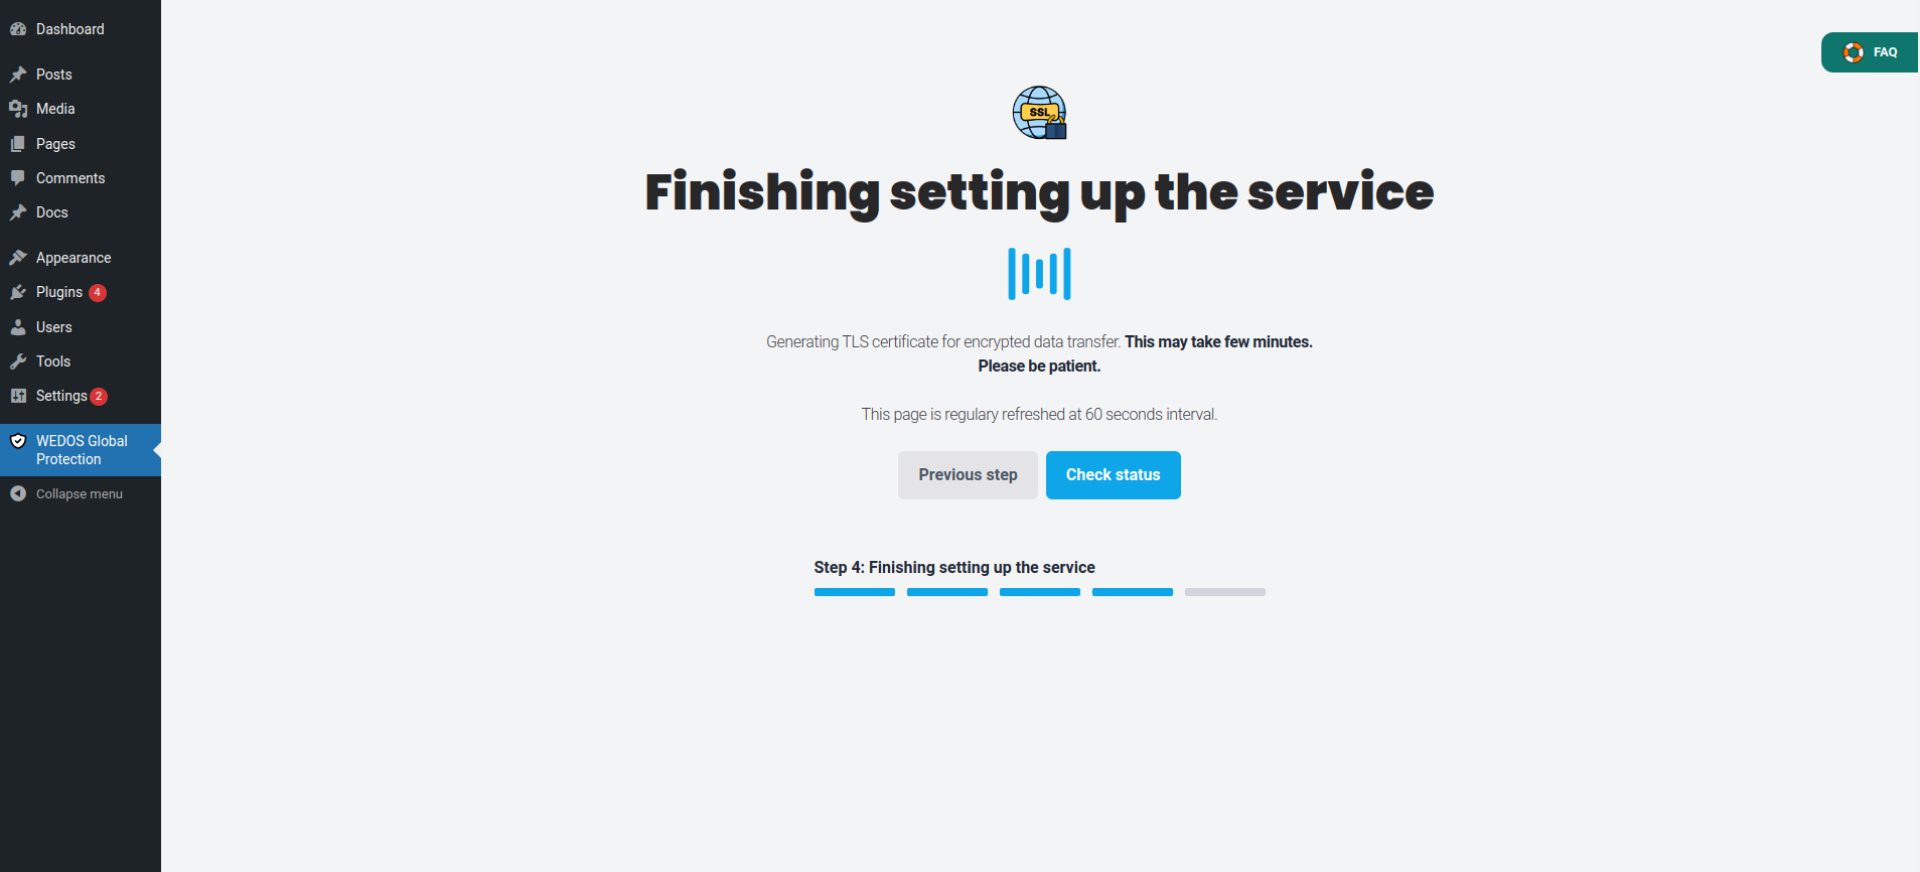 Dashboard
Posts
Media
Pages
Comments
Docs
Appearance
Plugins 4
Users
Tools
Settings 2
WEDOS Global
Protection
Collapse menu
FAQ
SSL
Finishing setting up the service
Generating TLS certificate for encrypted data transfer. This may take few minutes.
Please be patient.
This page is regulary refreshed at 60 seconds interval.
Previous step
Check status
Step 4: Finishing setting up the service